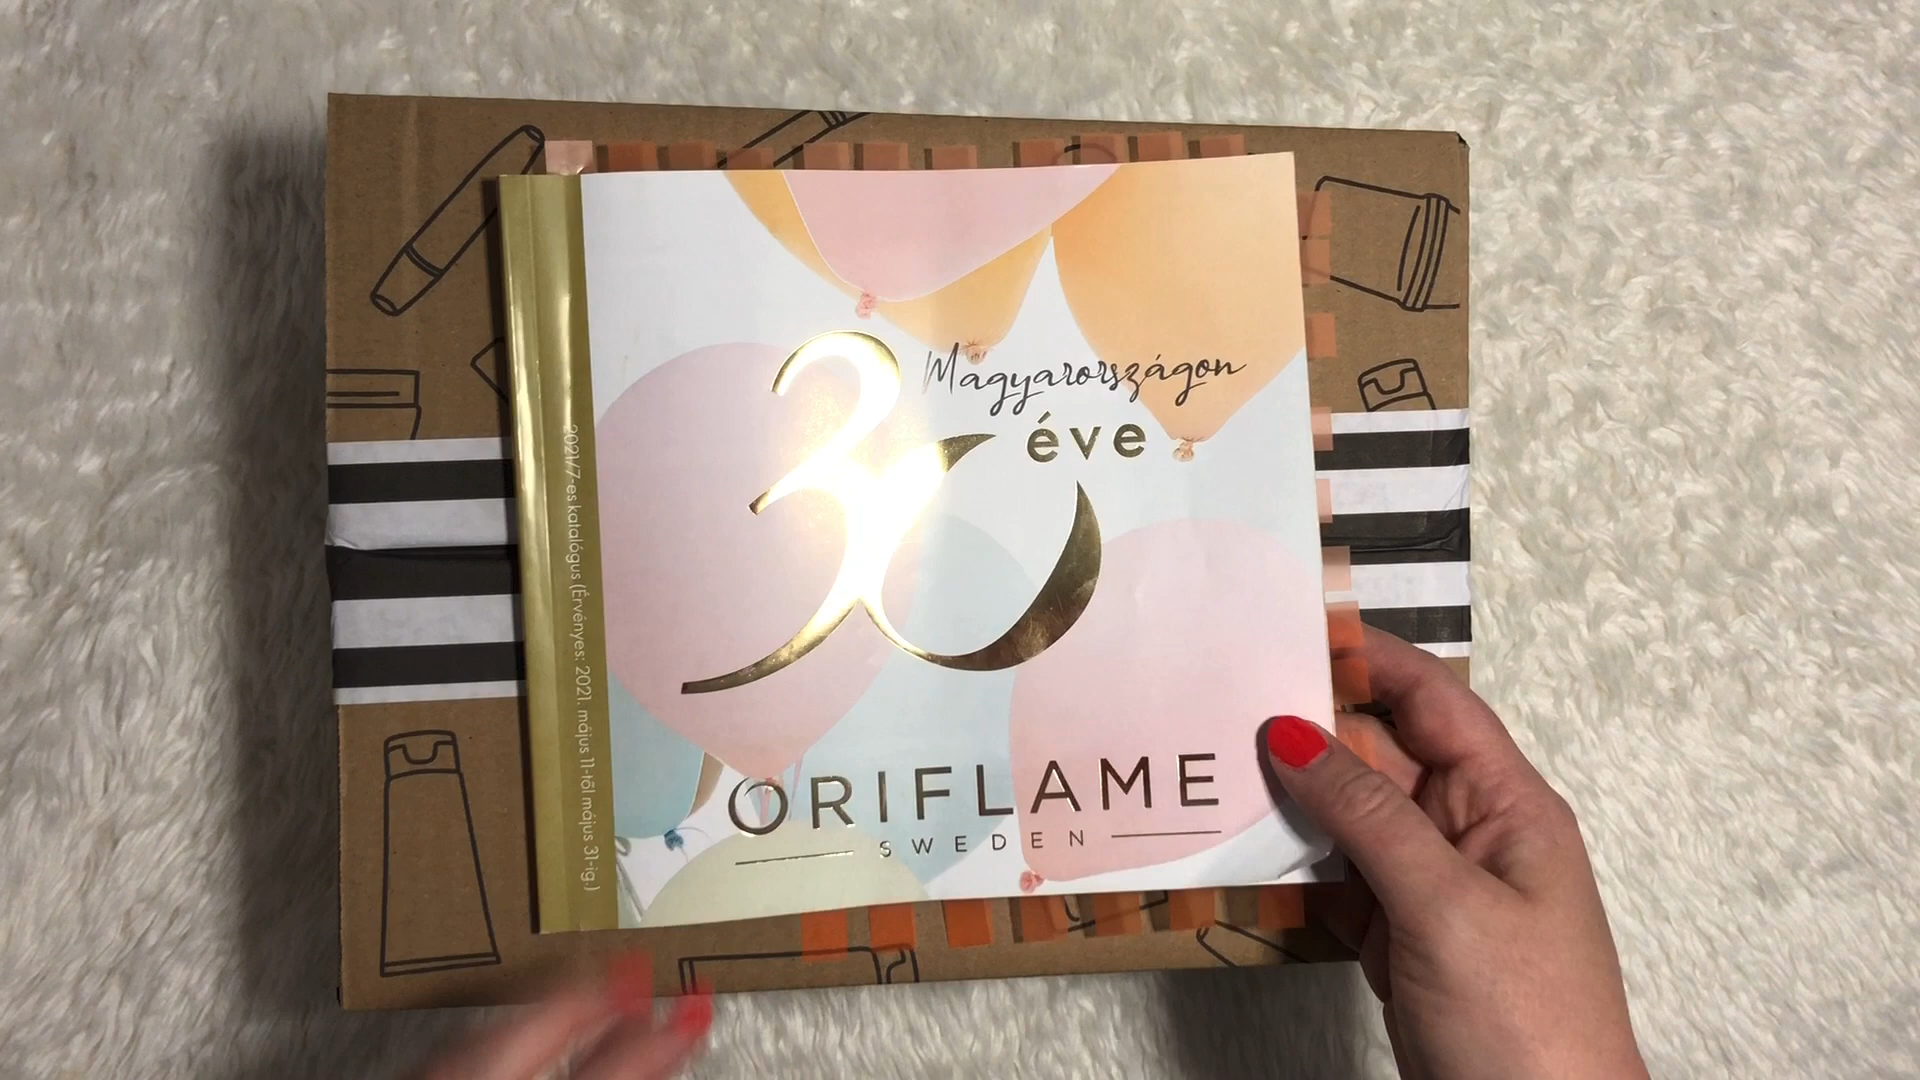 Magyarországon
30 éve
ORIFLAME
SWEDEN
2021/7-es katalógus (Érvényes: 2021. május 11-től május 31-ig.)